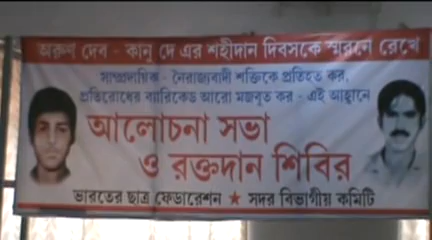 অরুণ দেব - কানু দে এর শহীদান দিবসকে স্মরনে রেখে
সাম্প্রদায়িক - নৈরাজ্যবাদী শক্তিকে প্রতিহত কর,
প্রতিরোধের ব্যারিকেড আরো মজবুত কর - এই আহ্বানে
আলোচনা সভা
ও রক্তদান শিবির
ভারতের ছাত্র ফেডারেশন ★ সদর বিভাগীয় কমিটি